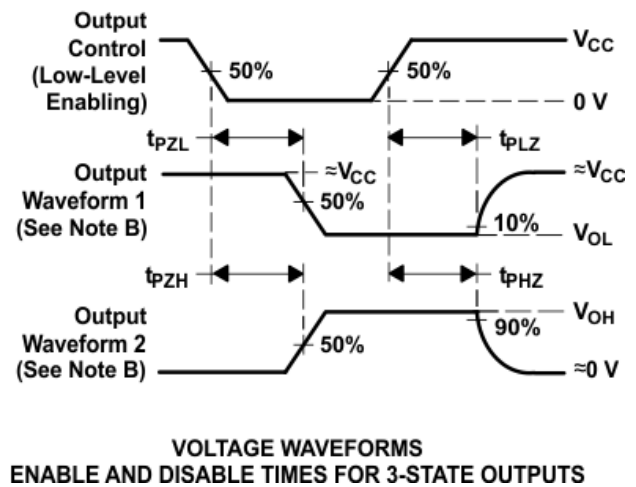 Output
Control
(Low-Level
Enabling)
50%
50%
VCC
0 V
tPZL
tPLZ
Output
Waveform 1
(See Note B)
≈VCC
50%
≈VCC
10%
VOL
tPZH
tPHZ
Output
Waveform 2
(See Note B)
50%
VOH
90%
≈0 V
VOLTAGE WAVEFORMS
ENABLE AND DISABLE TIMES FOR 3-STATE OUTPUTS